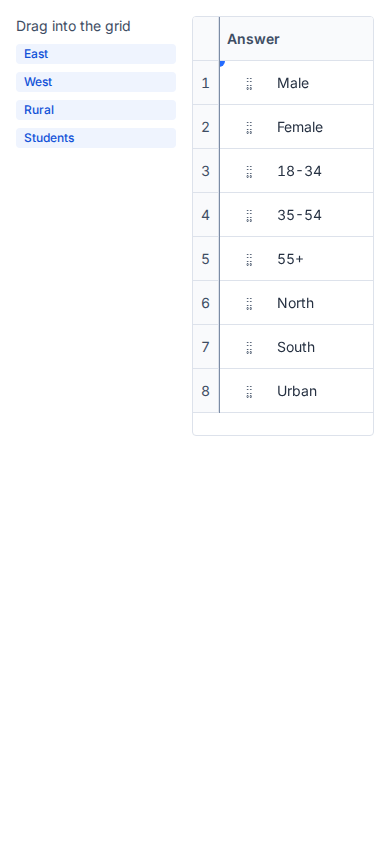 Drag into the grid
East
West
Rural
Students
Answer
1 Male
2 Female
3 18-34
4 35-54
5 55+
6 North
7 South
8 Urban